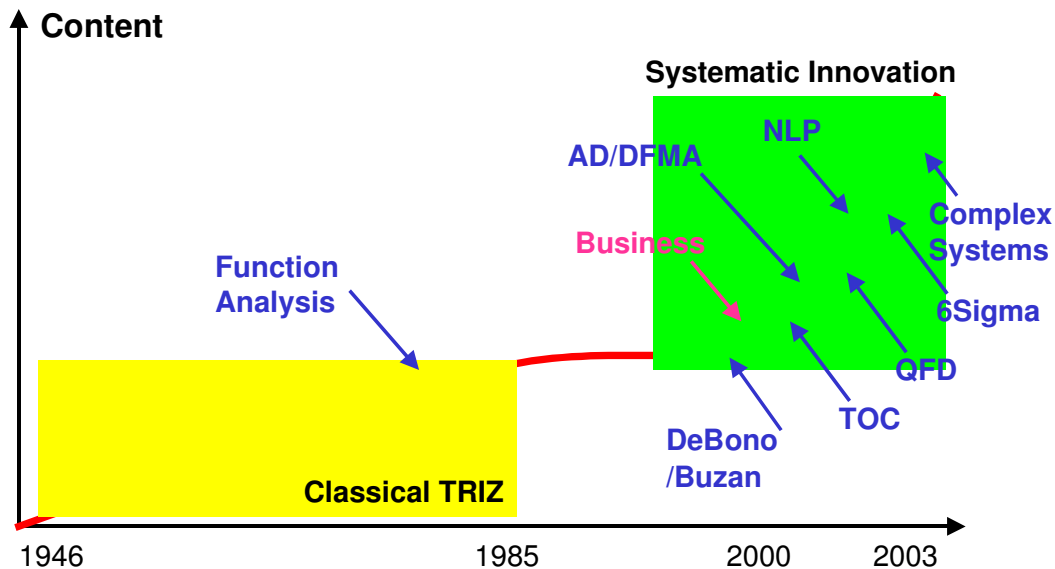 Content
Systematic Innovation
NLP
AD/DFMA
Complex
Systems
Business
Function
Analysis
6Sigma
QFD
TOC
DeBono
/Buzan
Classical TRIZ
1946
1985
2000
2003